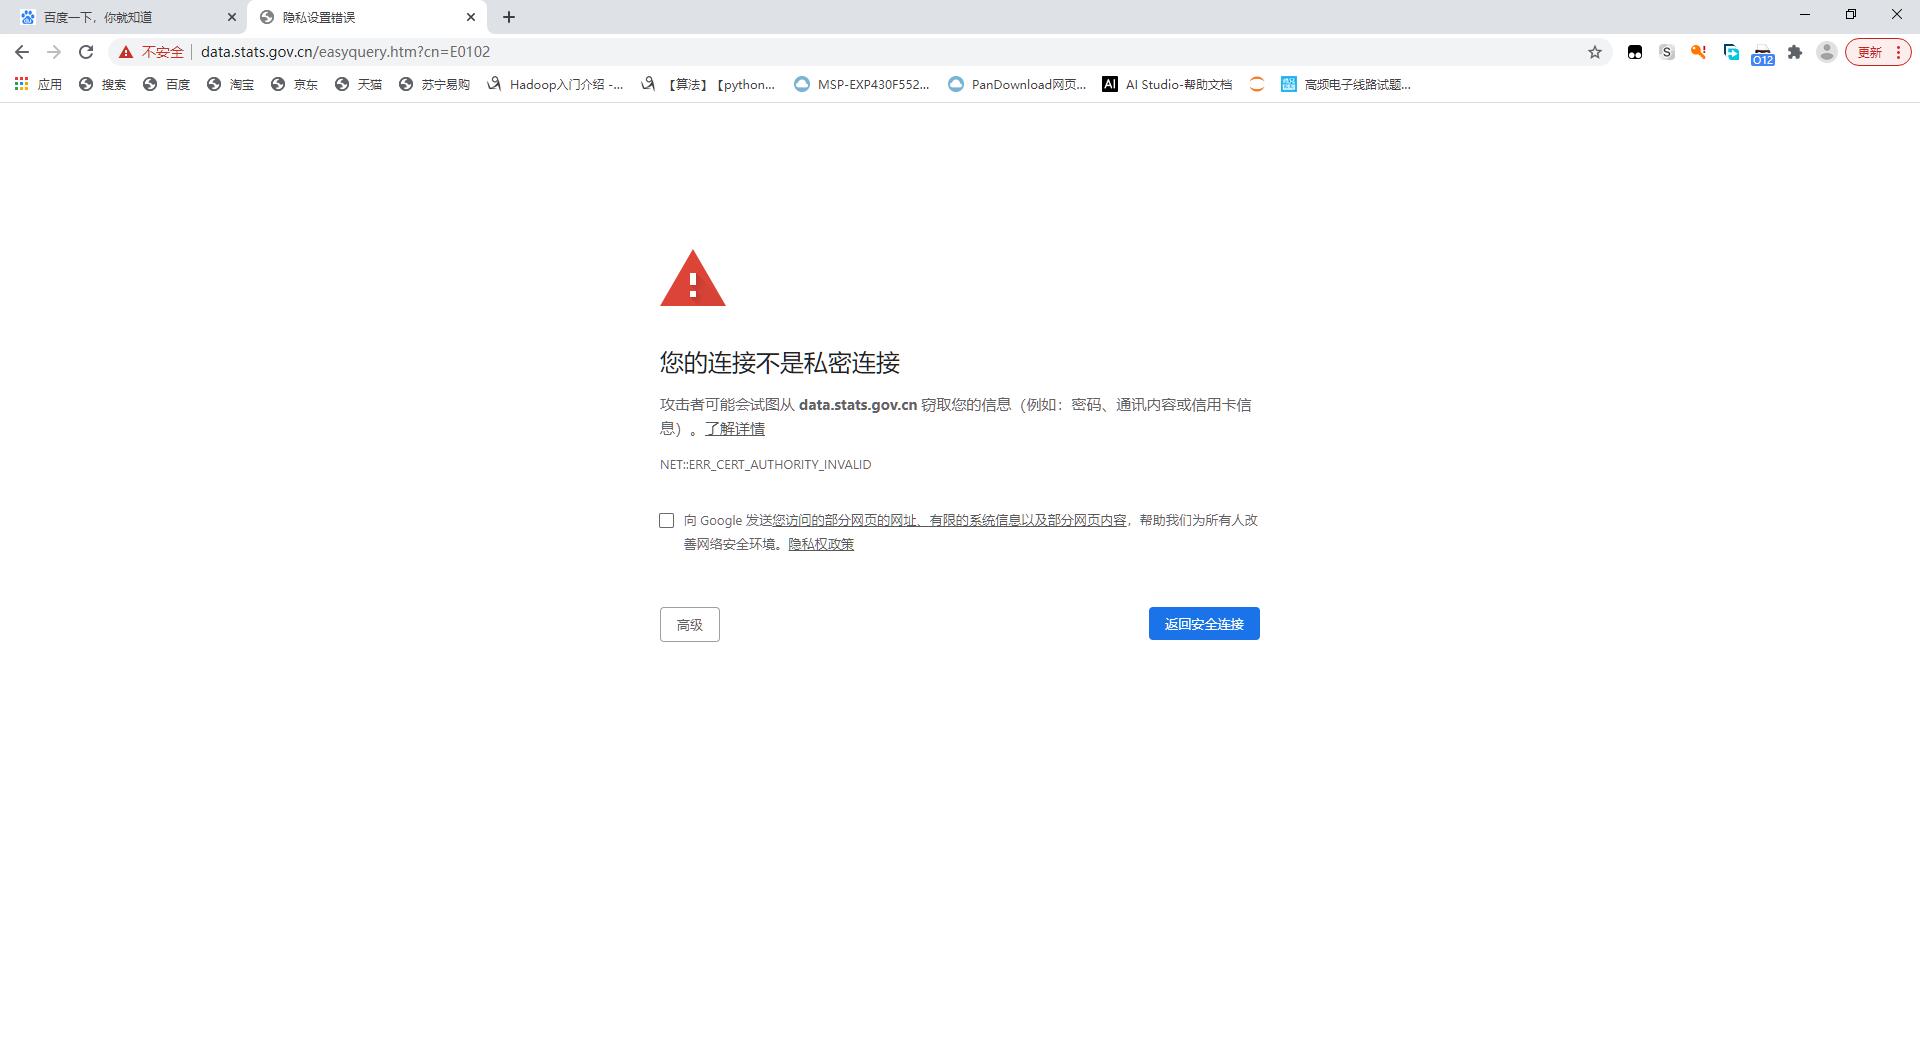 百度一下，你就知道
隐私设置错误
不安全 data.stats.gov.cn/easyquery.htm?cn=E0102
S
O12
更新
应用 搜索 百度 淘宝 京东 天猫 苏宁易购 Hadoop入门介绍 -... 【算法】【python... MSP-EXP430F552... PanDownload网页... AI AI Studio-帮助文档 高频电子线路试题...
您的连接不是私密连接
攻击者可能会试图从 data.stats.gov.cn 窃取您的信息（例如：密码、通讯内容或信用卡信
息）。了解详情
NET::ERR_CERT_AUTHORITY_INVALID
向 Google 发送您访问的部分网页的网址、有限的系统信息以及部分网页内容，帮助我们为所有人改
善网络安全环境。隐私权政策
高级
返回安全连接